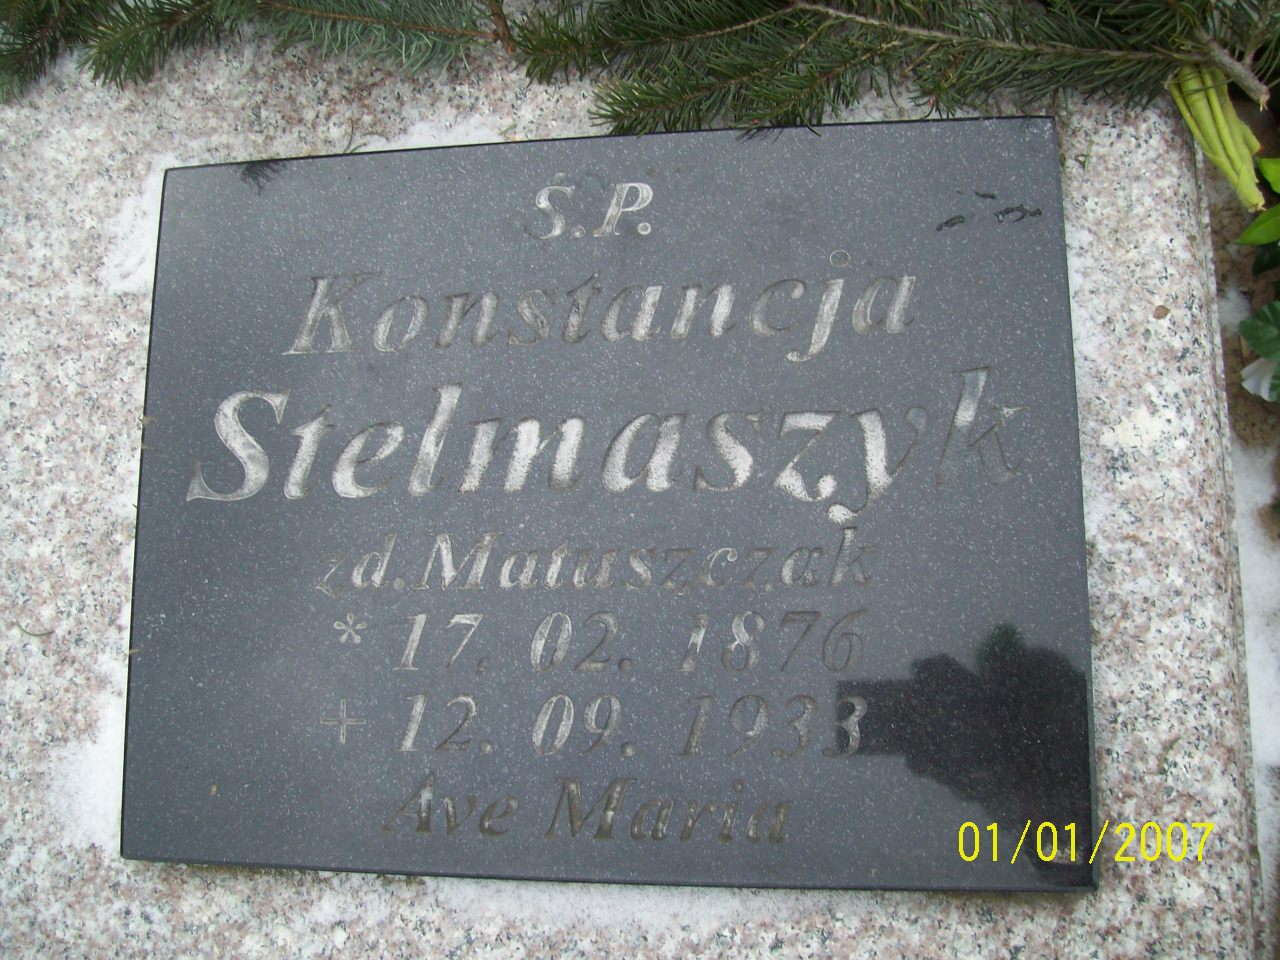 Ś.P.
Konstancja
Stelmaszyk
zd. Matuszczak
* 17. 02. 1876
+ 12. 09. 1933
Ave Maria
01/01/2007